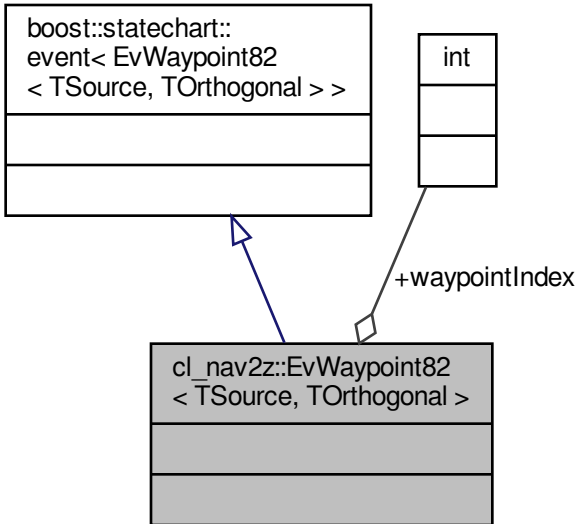 boost::statechart::
event< EvWaypoint82
< TSource, TOrthogonal > >
int
+waypointIndex
cl_nav2z::EvWaypoint82
< TSource, TOrthogonal >